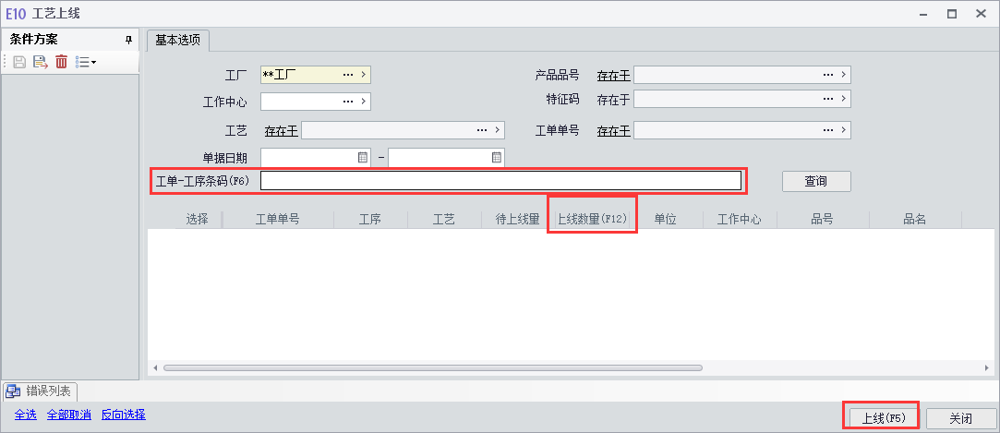 E10 工艺上线
条件方案
基本选项
工厂 **工厂 产品品号 存在于
工作中心 特征码 存在于
工艺 存在于 工单单号 存在于
单据日期 -
工单-工序条码(F6) 查询
选择 工单单号 工序 工艺 待上线量 上线数量(F12) 单位 工作中心 品号 品名
错误列表
全选 全部取消 反向选择 上线(F5) 关闭